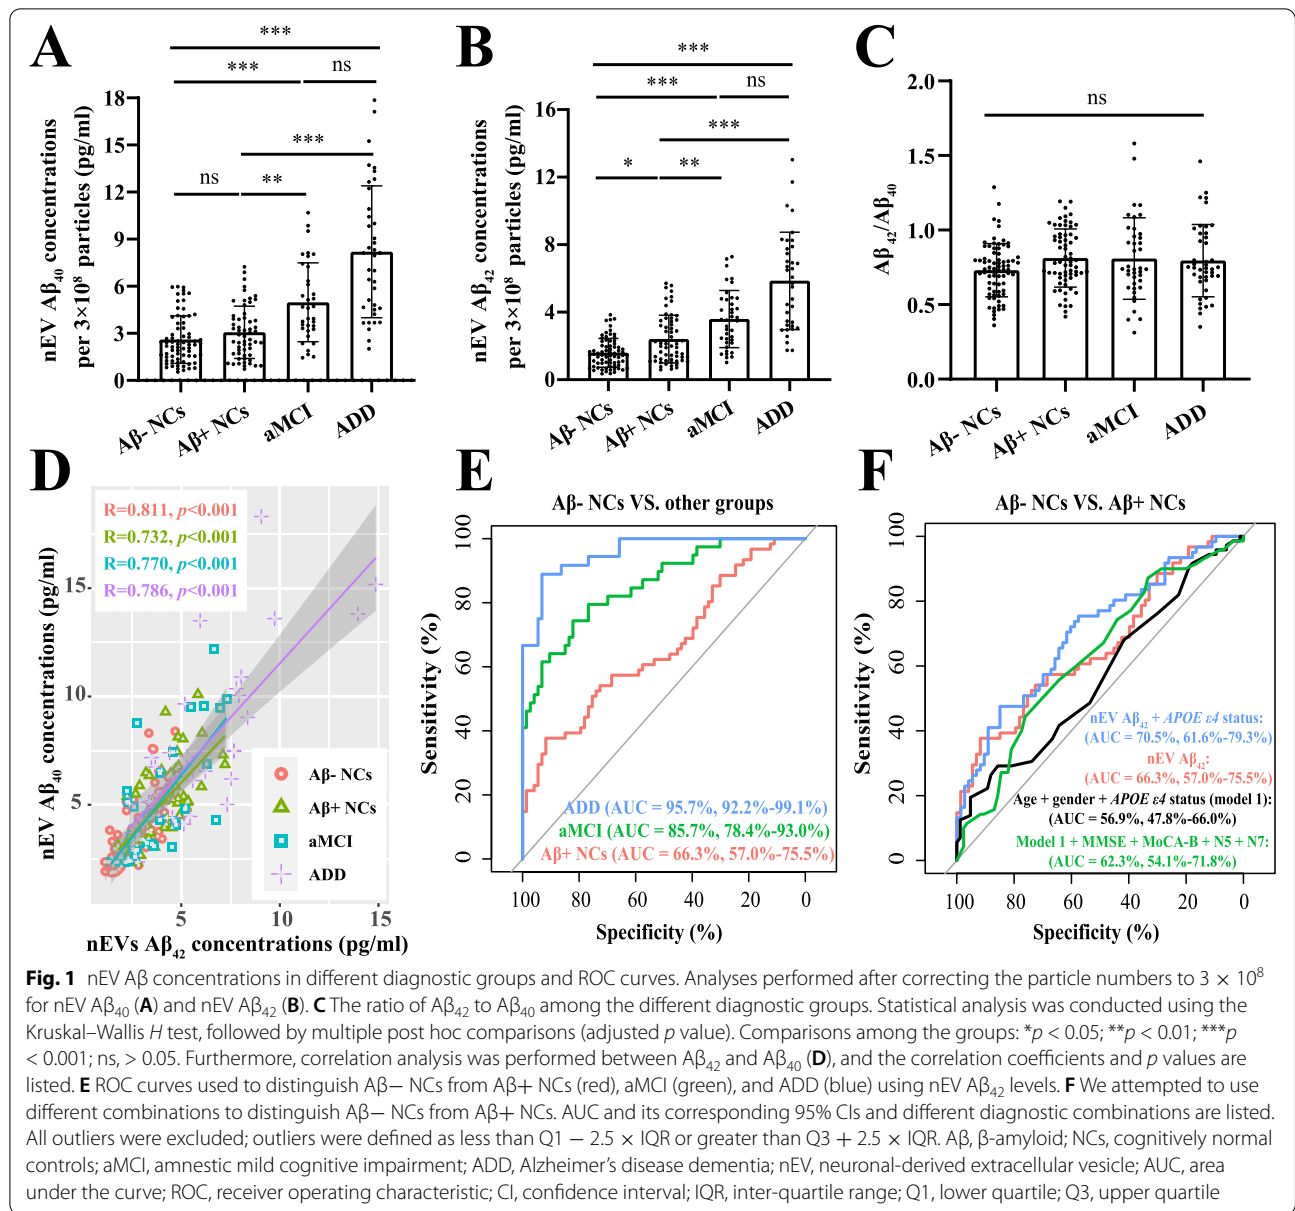 A
***
***
ns
***
ns
**
nEV Aβ40 concentrations
per 3×10⁸ particles (pg/ml)
18
15
12
9
6
3
0
Aβ- NCs
Aβ+ NCs
aMCI
ADD
B
***
***
ns
***
*
**
nEV Aβ42 concentrations
per 3×10⁸ particles (pg/ml)
16
12
8
4
0
Aβ- NCs
Aβ+ NCs
aMCI
ADD
C
ns
Aβ42/Aβ40
2.0
1.5
1.0
0.5
0.0
Aβ- NCs
Aβ+ NCs
aMCI
ADD
D
R=0.811, p<0.001
R=0.732, p<0.001
R=0.770, p<0.001
R=0.786, p<0.001
nEV Aβ40 concentrations (pg/ml)
15
10
5
Aβ- NCs
Aβ+ NCs
aMCI
ADD
5
10
15
nEVs Aβ42 concentrations (pg/ml)
E
Aβ- NCs VS. other groups
Sensitivity (%)
100
80
60
40
20
0
ADD (AUC = 95.7%, 92.2%-99.1%)
aMCI (AUC = 85.7%, 78.4%-93.0%)
Aβ+ NCs (AUC = 66.3%, 57.0%-75.5%)
100
80
60
40
20
0
Specificity (%)
F
Aβ- NCs VS. Aβ+ NCs
Sensitivity (%)
100
80
60
40
20
0
nEV Aβ42 + APOE ε4 status:
(AUC = 70.5%, 61.6%-79.3%)
nEV Aβ42:
(AUC = 66.3%, 57.0%-75.5%)
Age + gender + APOE ε4 status (model 1):
(AUC = 56.9%, 47.8%-66.0%)
Model 1 + MMSE + MoCA-B + N5 + N7:
(AUC = 62.3%, 54.1%-71.8%)
100
80
60
40
20
0
Specificity (%)
Fig. 1 nEV Aβ concentrations in different diagnostic groups and ROC curves. Analyses performed after correcting the particle numbers to 3 × 10⁸
for nEV Aβ40 (A) and nEV Aβ42 (B). C The ratio of Aβ42 to Aβ40 among the different diagnostic groups. Statistical analysis was conducted using the
Kruskal–Wallis H test, followed by multiple post hoc comparisons (adjusted p value). Comparisons among the groups: *p < 0.05; **p < 0.01; ***p
< 0.001; ns, > 0.05. Furthermore, correlation analysis was performed between Aβ42 and Aβ40 (D), and the correlation coefficients and p values are
listed. E ROC curves used to distinguish Aβ− NCs from Aβ+ NCs (red), aMCI (green), and ADD (blue) using nEV Aβ42 levels. F We attempted to use
different combinations to distinguish Aβ− NCs from Aβ+ NCs. AUC and its corresponding 95% CIs and different diagnostic combinations are listed.
All outliers were excluded; outliers were defined as less than Q1 − 2.5 × IQR or greater than Q3 + 2.5 × IQR. Aβ, β-amyloid; NCs, cognitively normal
controls; aMCI, amnestic mild cognitive impairment; ADD, Alzheimer's disease dementia; nEV, neuronal-derived extracellular vesicle; AUC, area
under the curve; ROC, receiver operating characteristic; CI, confidence interval; IQR, inter-quartile range; Q1, lower quartile; Q3, upper quartile